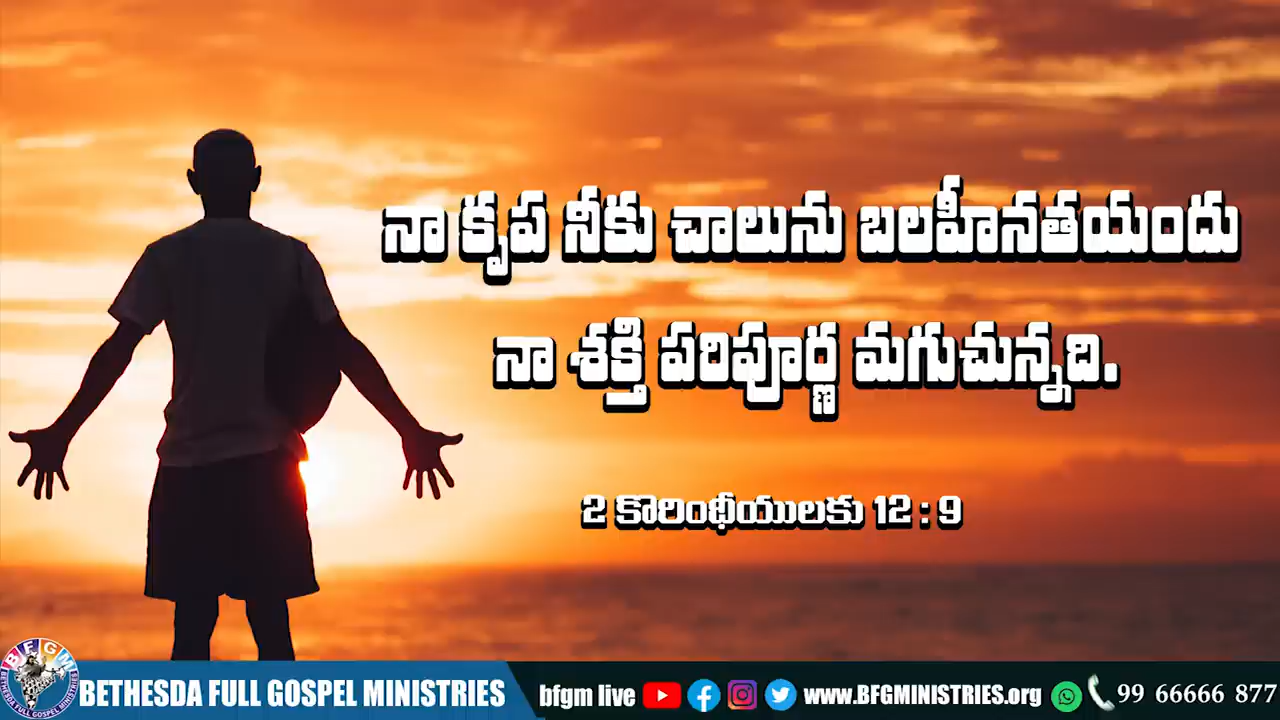 నా కృప నీకు చాలును బలహీనతయందు
నా శక్తి పరిపూర్ణ మగుచున్నది.
2 కొరింథీయులకు 12 : 9
BFGM
BETHESDA FULL GOSPEL MINISTRIES
bfgm live
www.BFGMINISTRIES.org
99 66666 877